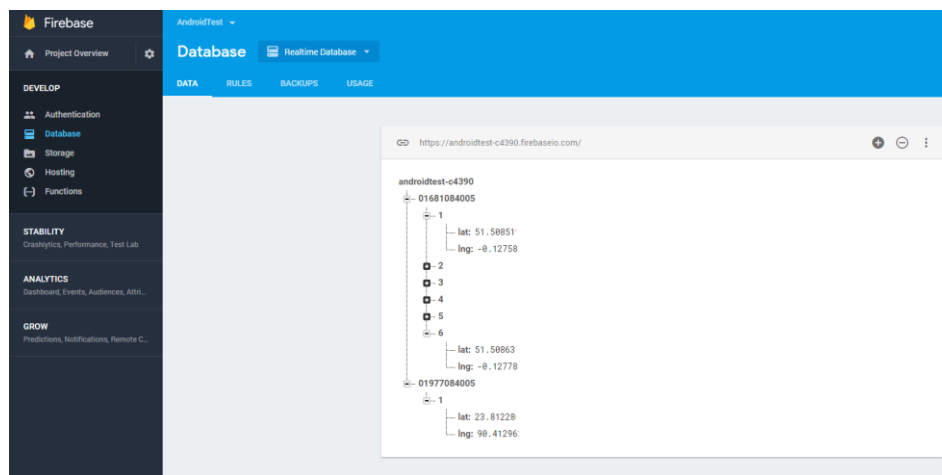 Firebase
AndroidTest
Project Overview
Database
Realtime Database
DEVELOP
DATA
RULES
BACKUPS
USAGE
Authentication
Database
Storage
Hosting
Functions
https://androidtest-c4390.firebaseio.com/
androidtest-c4390
01681084005
1
lat: 51.50851
lng: -0.12758
2
3
4
5
6
lat: 51.50863
lng: -0.12778
01977084005
1
lat: 23.81228
lng: 90.41296
STABILITY
Crashlytics, Performance, Test Lab
ANALYTICS
Dashboard, Events, Audiences, Attri...
GROW
Predictions, Notifications, Remote C...